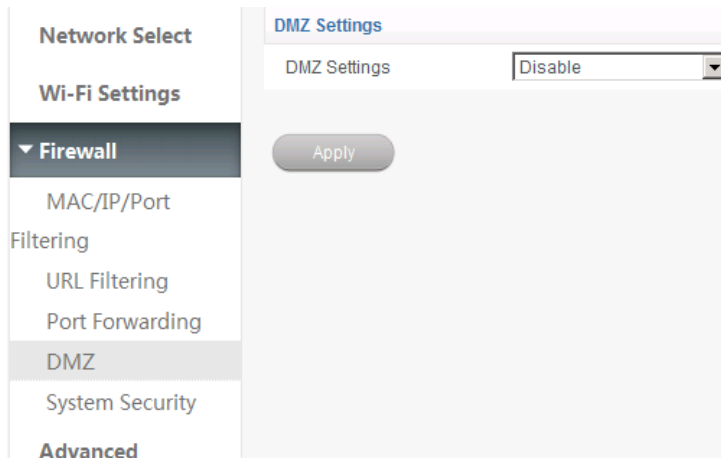 Network Select
Wi-Fi Settings
Firewall
MAC/IP/Port
Filtering
URL Filtering
Port Forwarding
DMZ
System Security
Advanced
DMZ Settings
DMZ Settings Disable
Apply